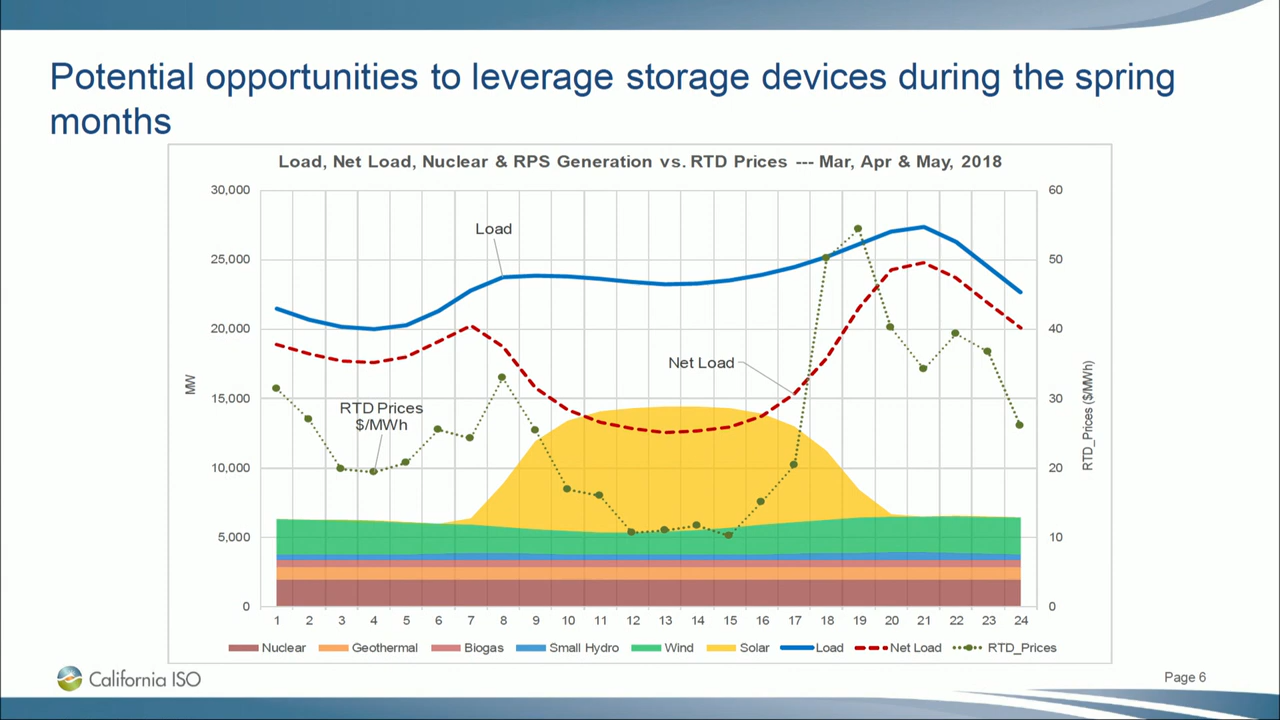 Potential opportunities to leverage storage devices during the spring
months
Load, Net Load, Nuclear & RPS Generation vs. RTD Prices --- Mar, Apr & May, 2018
30,000
25,000
20,000
15,000
10,000
5,000
0
MW
60
50
40
30
20
10
0
RTD_Prices ($/MWh)
Load
Net Load
RTD Prices
$/MWh
1 2 3 4 5 6 7 8 9 10 11 12 13 14 15 16 17 18 19 20 21 22 23 24
Nuclear Geothermal Biogas Small Hydro Wind Solar Load Net Load RTD_Prices
California ISO
Page 6